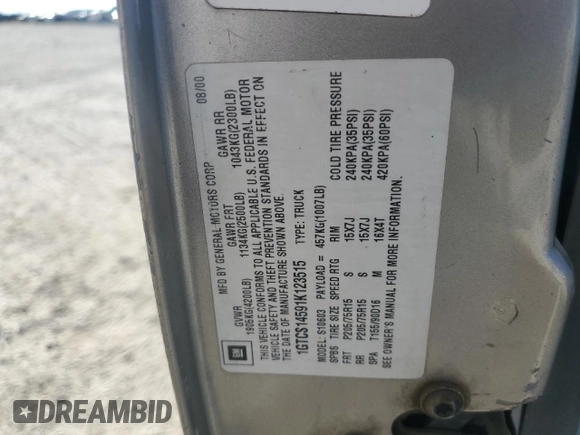 MFD BY GENERAL MOTORS CORP 08/00
GVWR GAWR FRT GAWR RR
1905KG(4200LB) 1134KG(2500LB) 1043KG(2300LB)
THIS VEHICLE CONFORMS TO ALL APPLICABLE U.S. FEDERAL MOTOR
VEHICLE SAFETY AND THEFT PREVENTION STANDARDS IN EFFECT ON
THE DATE OF MANUFACTURE SHOWN ABOVE.
1GTCS14591K123515 TYPE: TRUCK
MODEL: S10603 PAYLOAD = 457KG(1007LB)
SPBS TIRE SIZE SPEED RTG RIM COLD TIRE PRESSURE
FRT P205/75R15 S 15X7J 240KPA(35PSI)
RR P205/75R15 S 15X7J 240KPA(35PSI)
SPA T155/90D16 M 16X4T 420KPA(60PSI)
SEE OWNER'S MANUAL FOR MORE INFORMATION.
GM
DREAMBID